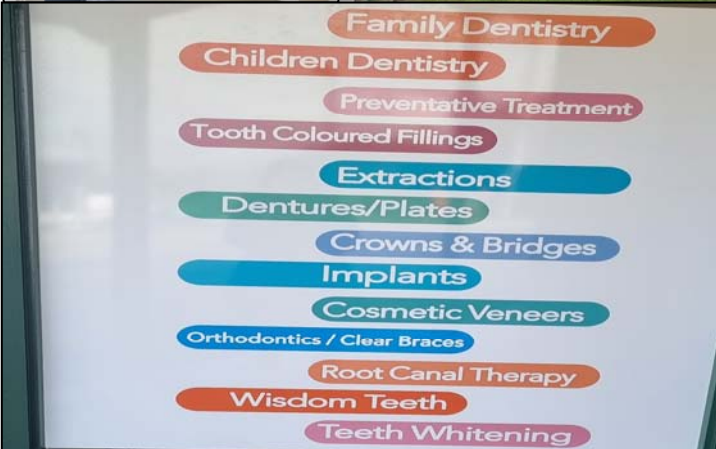 Family Dentistry
Children Dentistry
Preventative Treatment
Tooth Coloured Fillings
Extractions
Dentures/Plates
Crowns & Bridges
Implants
Cosmetic Veneers
Orthodontics / Clear Braces
Root Canal Therapy
Wisdom Teeth
Teeth Whitening